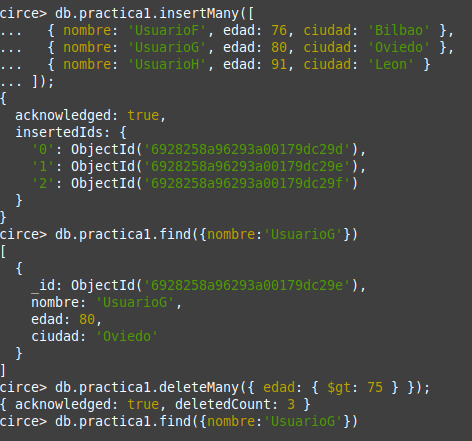 circe> db.practica1.insertMany([
...   { nombre: 'UsuarioF', edad: 76, ciudad: 'Bilbao' },
...   { nombre: 'UsuarioG', edad: 80, ciudad: 'Oviedo' },
...   { nombre: 'UsuarioH', edad: 91, ciudad: 'Leon' }
... ]);
{
  acknowledged: true,
  insertedIds: {
    '0': ObjectId('6928258a96293a00179dc29d'),
    '1': ObjectId('6928258a96293a00179dc29e'),
    '2': ObjectId('6928258a96293a00179dc29f')
  }
}
circe> db.practica1.find({nombre:'UsuarioG'})
[
  {
    _id: ObjectId('6928258a96293a00179dc29e'),
    nombre: 'UsuarioG',
    edad: 80,
    ciudad: 'Oviedo'
  }
]
circe> db.practica1.deleteMany({ edad: { $gt: 75 } });
{ acknowledged: true, deletedCount: 3 }
circe> db.practica1.find({nombre:'UsuarioG'})